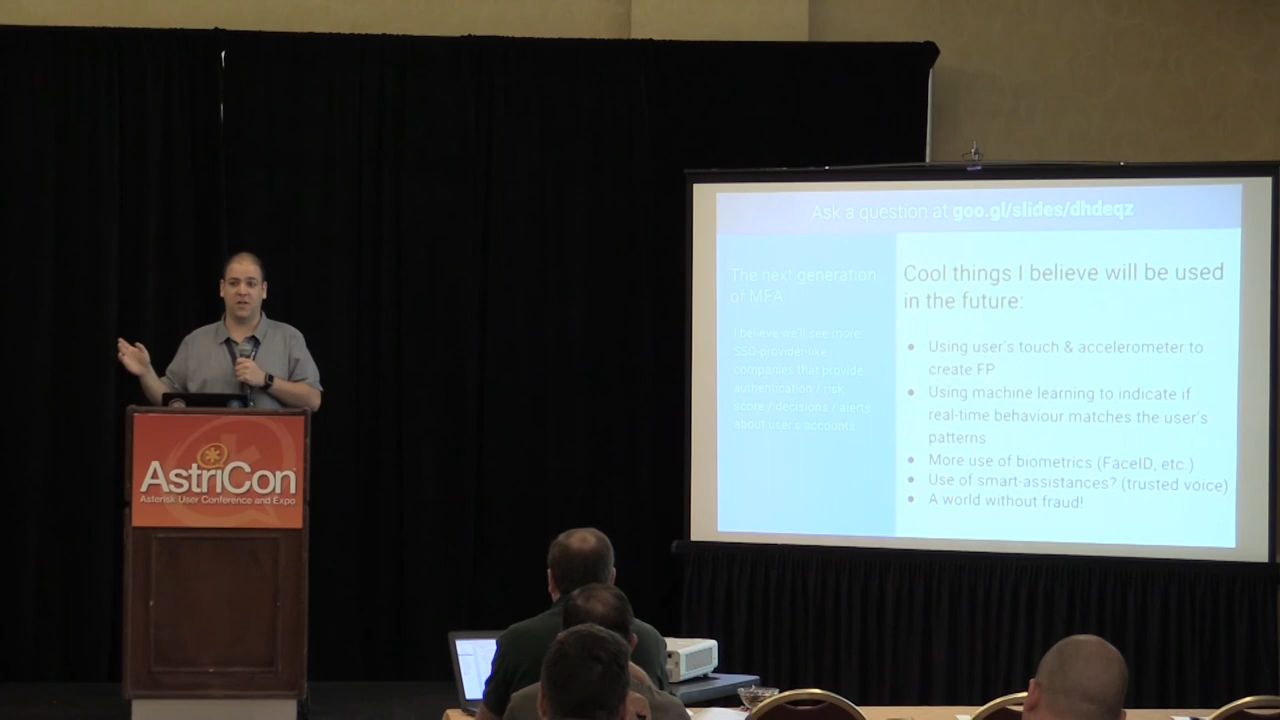 AstriCon
Asterisk User Conference and Expo
Ask a question at goo.gl/slides/dhdeqz
The next generation
of MFA
I believe we'll see more
SSO-provider-like
companies that provide
authentication / risk
score / decisions / alerts
about user's accounts
Cool things I believe will be used
in the future:
● Using user's touch & accelerometer to
create FP
● Using machine learning to indicate if
real-time behaviour matches the user's
patterns
● More use of biometrics (FaceID, etc.)
● Use of smart-assistances? (trusted voice)
● A world without fraud!